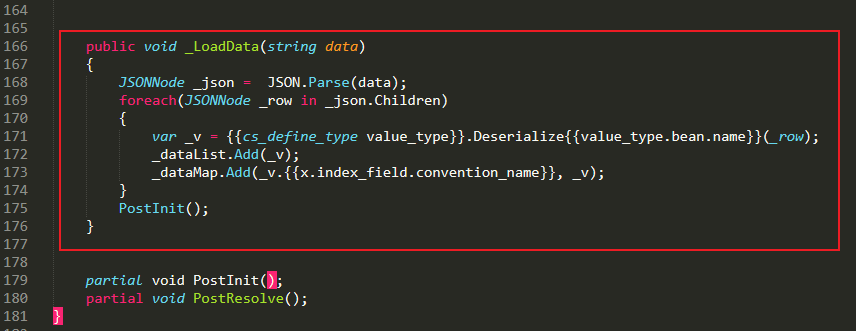 164
165
166 public void _LoadData(string data)
167 {
168 JSONNode _json =  JSON.Parse(data);
169 foreach(JSONNode _row in _json.Children)
170 {
171 var _v = {{cs_define_type value_type}}.Deserialize{{value_type.bean.name}}(_row);
172 _dataList.Add(_v);
173 _dataMap.Add(_v.{{x.index_field.convention_name}}, _v);
174 }
175 PostInit();
176 }
177
178
179 partial void PostInit();
180 partial void PostResolve();
181 }